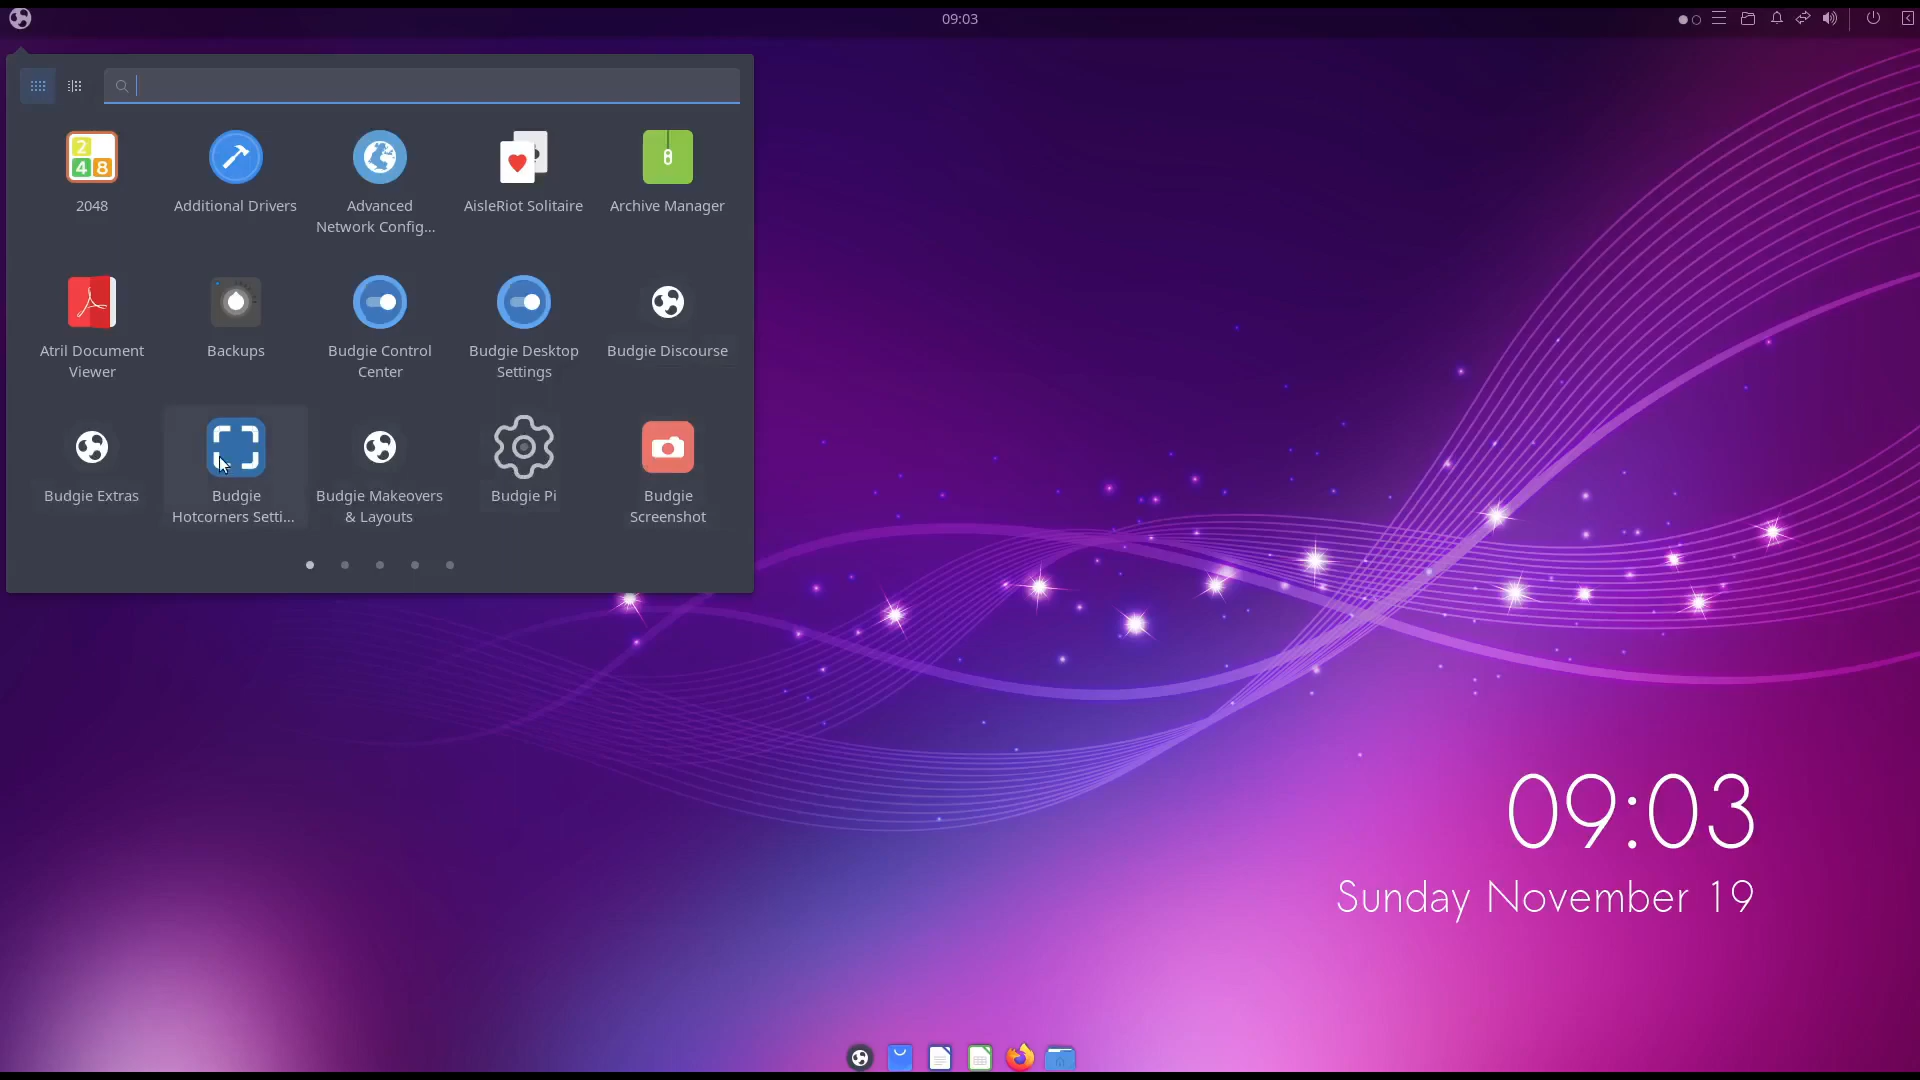 09:03
2048
Additional Drivers
Advanced
Network Config...
AisleRiot Solitaire
Archive Manager
Atril Document
Viewer
Backups
Budgie Control
Center
Budgie Desktop
Settings
Budgie Discourse
Budgie Extras
Budgie
Hotcorners Setti...
Budgie Makeovers
& Layouts
Budgie Pi
Budgie
Screenshot
09:03
Sunday November 19